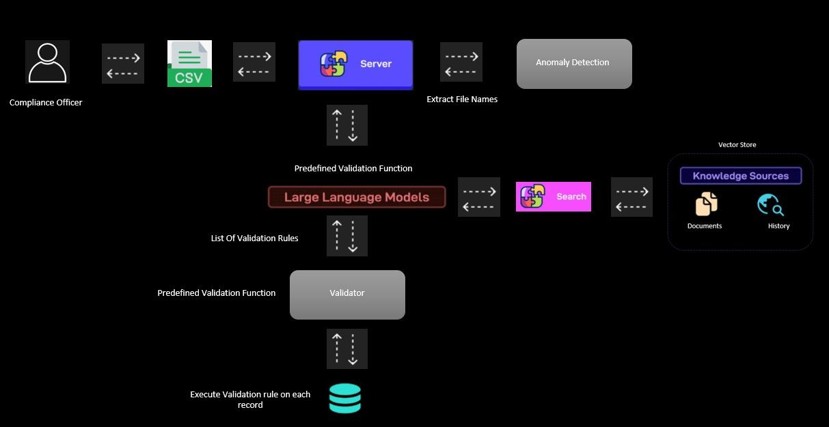 Compliance Officer
CSV
Server
Extract File Names
Anomaly Detection
Predefined Validation Function
Large Language Models
Search
Vector Store
Knowledge Sources
Documents
History
List Of Validation Rules
Predefined Validation Function
Validator
Execute Validation rule on each
record